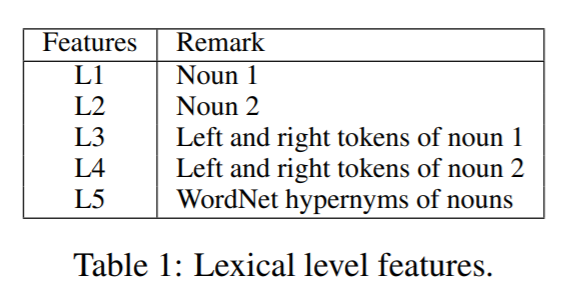 Features Remark
L1 Noun 1
L2 Noun 2
L3 Left and right tokens of noun 1
L4 Left and right tokens of noun 2
L5 WordNet hypernyms of nouns
Table 1: Lexical level features.